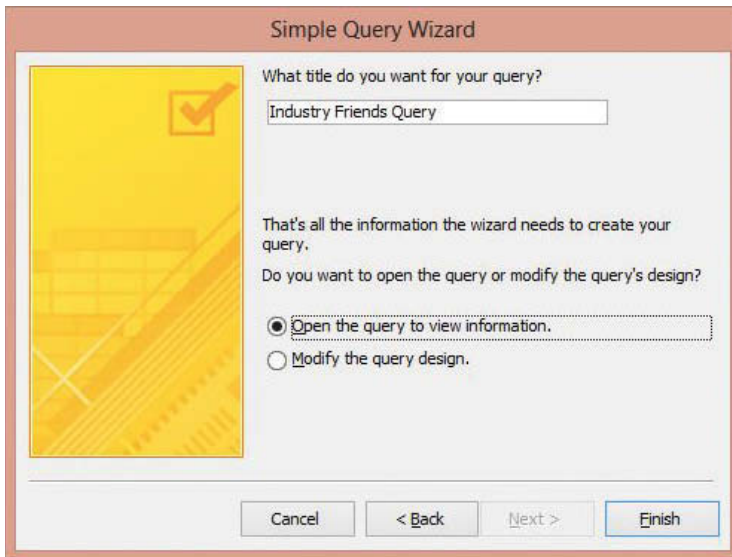 Simple Query Wizard
What title do you want for your query?
Industry Friends Query
That's all the information the wizard needs to create your
query.
Do you want to open the query or modify the query's design?
Open the query to view information.
Modify the query design.
Cancel
< Back
Next >
Finish